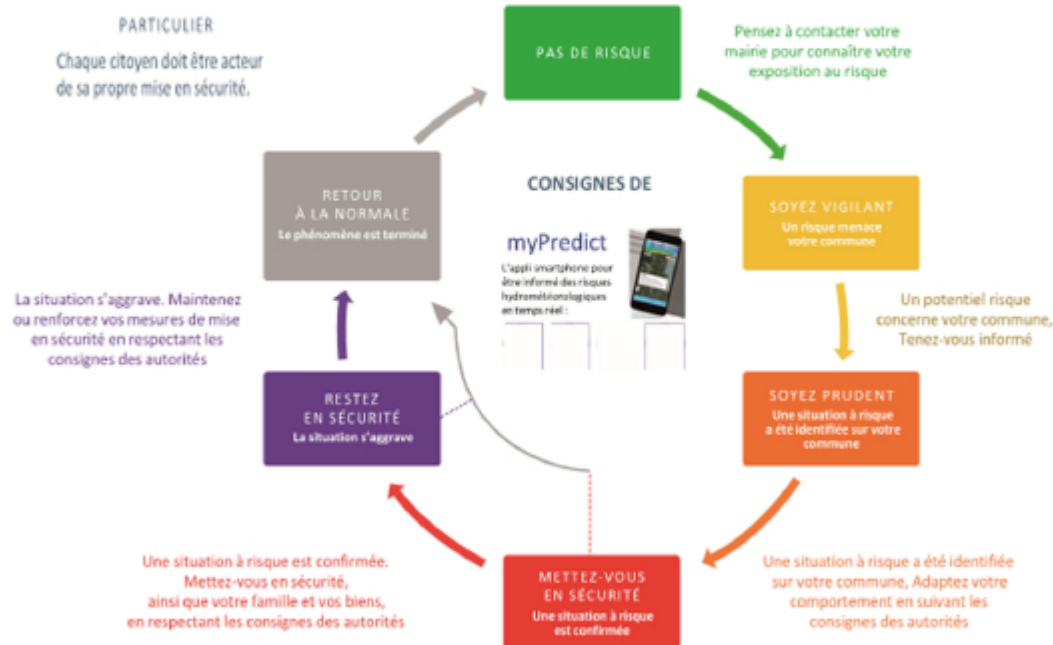 PARTICULIER
Chaque citoyen doit être acteur
de sa propre mise en sécurité.
PAS DE RISQUE
Pensez à contacter votre
mairie pour connaître votre
exposition au risque
SOYEZ VIGILANT
Un risque menace
votre commune
Un potentiel risque
concerne votre commune,
Tenez-vous informé
SOYEZ PRUDENT
Une situation à risque
a été identifiée sur votre
commune
Une situation à risque a été identifiée
sur votre commune, Adaptez votre
comportement en suivant les
consignes des autorités
METTEZ-VOUS
EN SÉCURITÉ
Une situation à risque
est confirmée
Une situation à risque est confirmée.
Mettez-vous en sécurité,
ainsi que votre famille et vos biens,
en respectant les consignes des autorités
RESTEZ
EN SÉCURITÉ
La situation s'aggrave
La situation s'aggrave. Maintenez
ou renforcez vos mesures de mise
en sécurité en respectant les
consignes des autorités
RETOUR
À LA NORMALE
Le phénomène est terminé
CONSIGNES DE
myPredict
L'appli smartphone pour
être informé des risques
hydrométéonologiques
en temps réel :